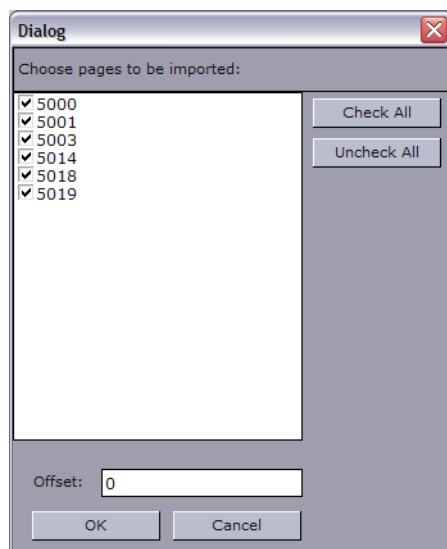 Dialog
Choose pages to be imported:
5000
5001
5003
5014
5018
5019
Check All
Uncheck All
Offset: 0
OK Cancel